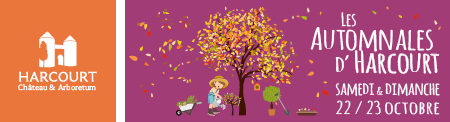 HARCOURT
Château & Arboretum
Les
Automnales
d'Harcourt
Samedi & Dimanche
22 / 23 octobre